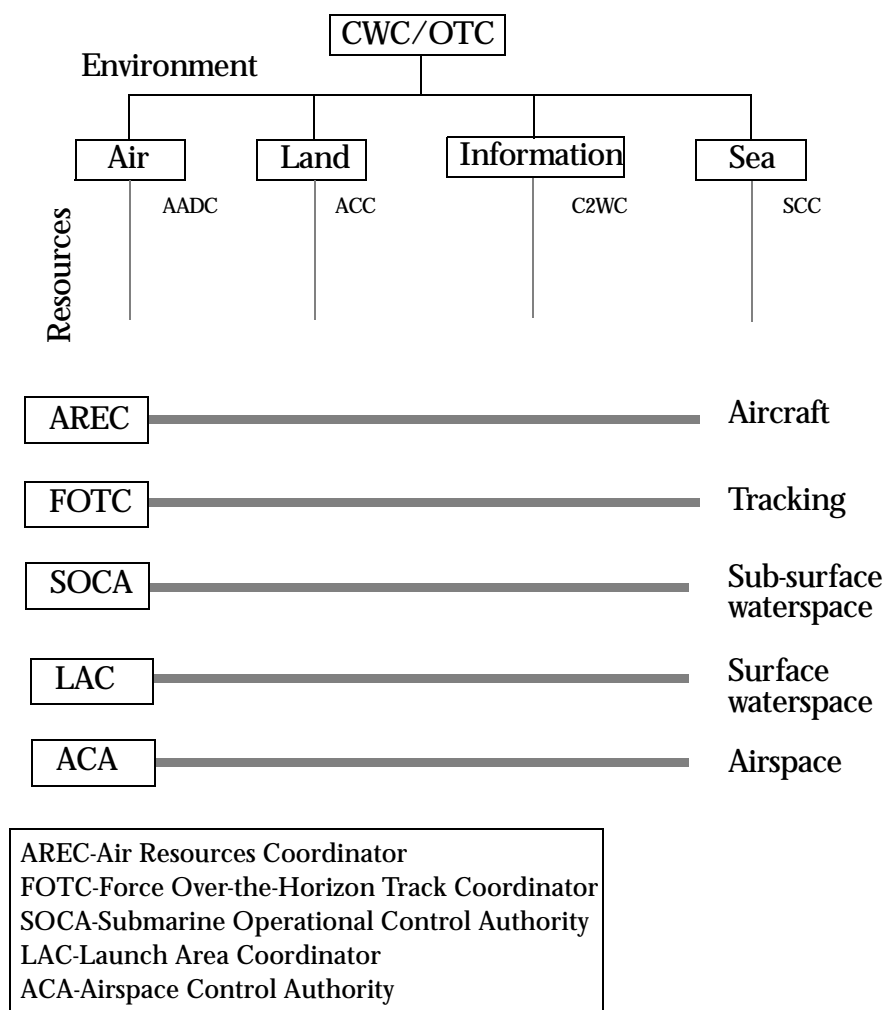 CWC/OTC
Environment
Air
Land
Information
Sea
AADC
ACC
C2WC
SCC
Resources
AREC
Aircraft
FOTC
Tracking
SOCA
Sub-surface
waterspace
LAC
Surface
waterspace
ACA
Airspace
AREC-Air Resources Coordinator
FOTC-Force Over-the-Horizon Track Coordinator
SOCA-Submarine Operational Control Authority
LAC-Launch Area Coordinator
ACA-Airspace Control Authority